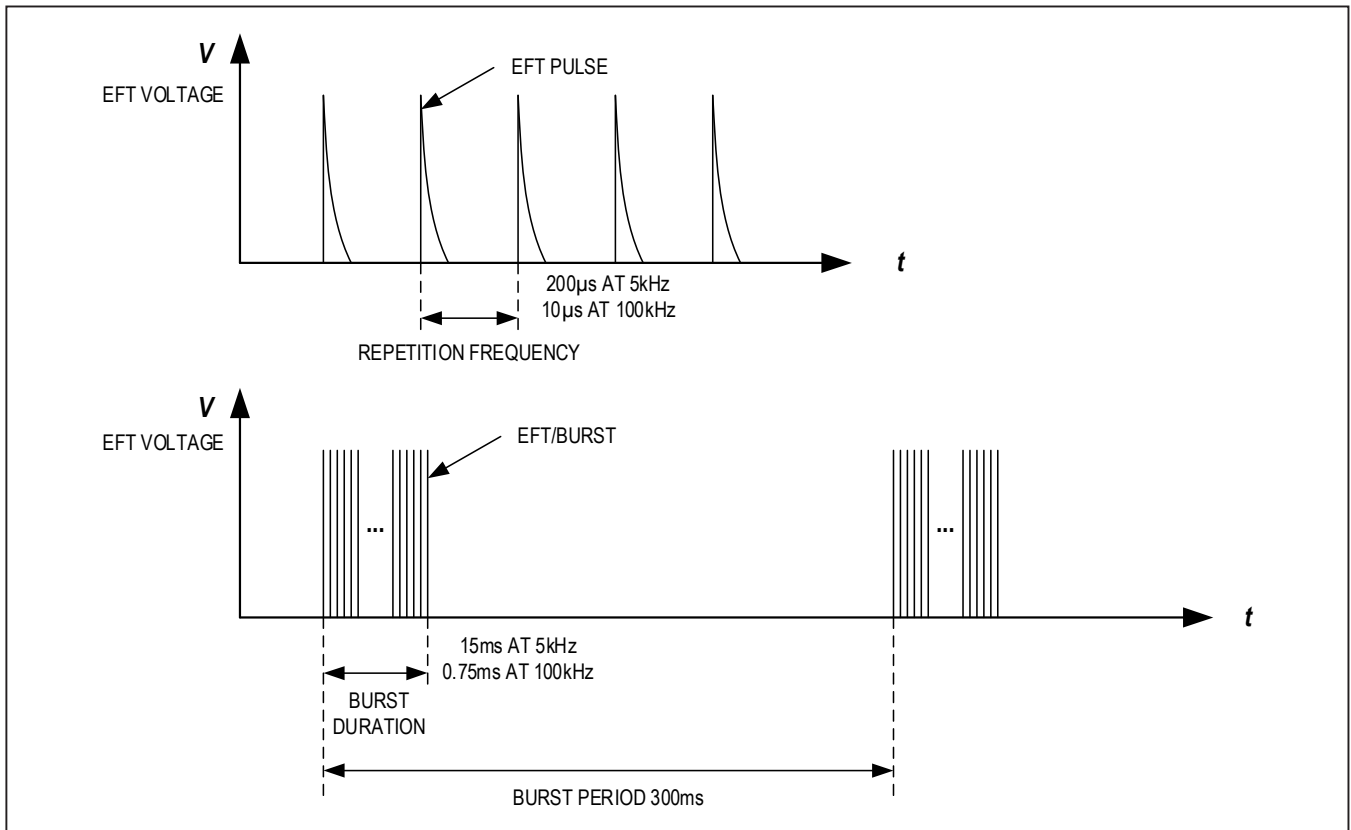 V
EFT VOLTAGE
EFT PULSE
t
200µs AT 5kHz
10µs AT 100kHz
REPETITION FREQUENCY
V
EFT VOLTAGE
EFT/BURST
...
...
t
15ms AT 5kHz
0.75ms AT 100kHz
BURST
DURATION
BURST PERIOD 300ms